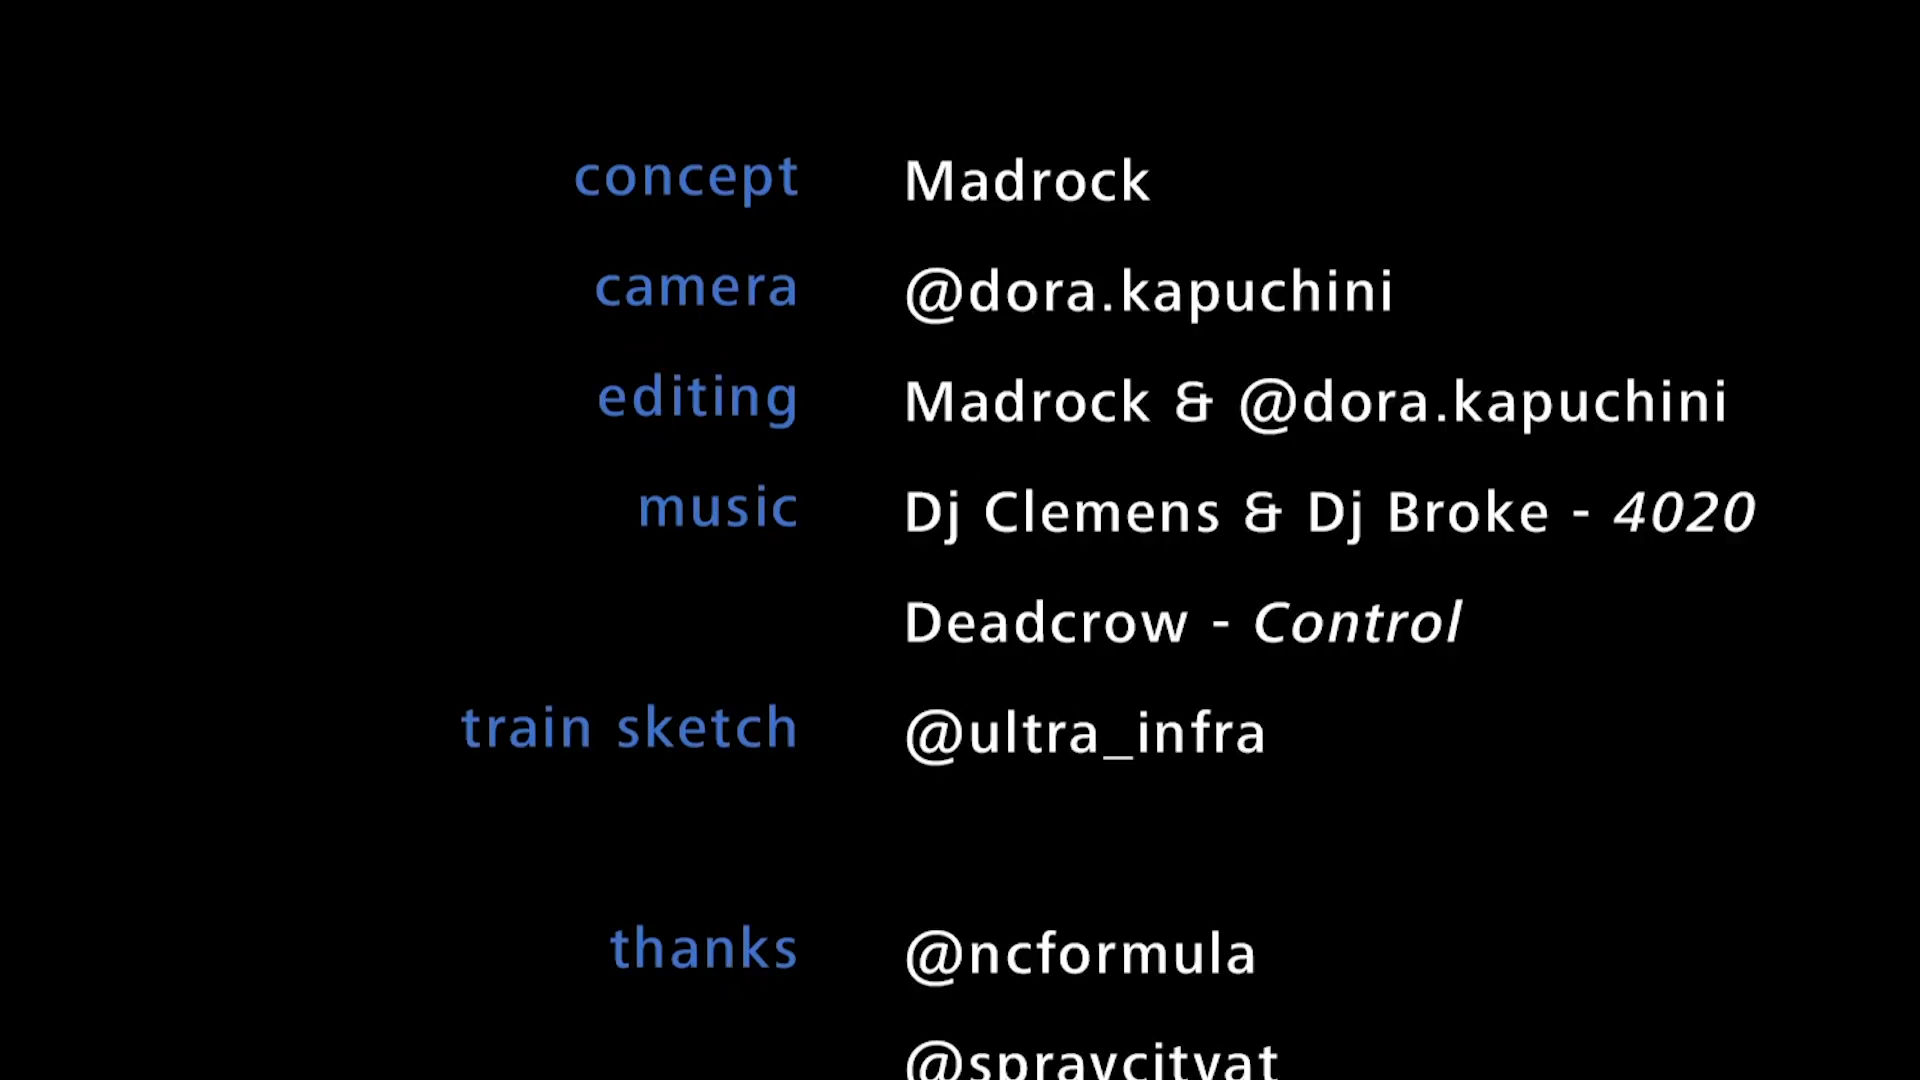 concept Madrock
camera @dora.kapuchini
editing Madrock & @dora.kapuchini
music Dj Clemens & Dj Broke - 4020
Deadcrow - Control
train sketch @ultra_infra
thanks @ncformula
@spraycityat